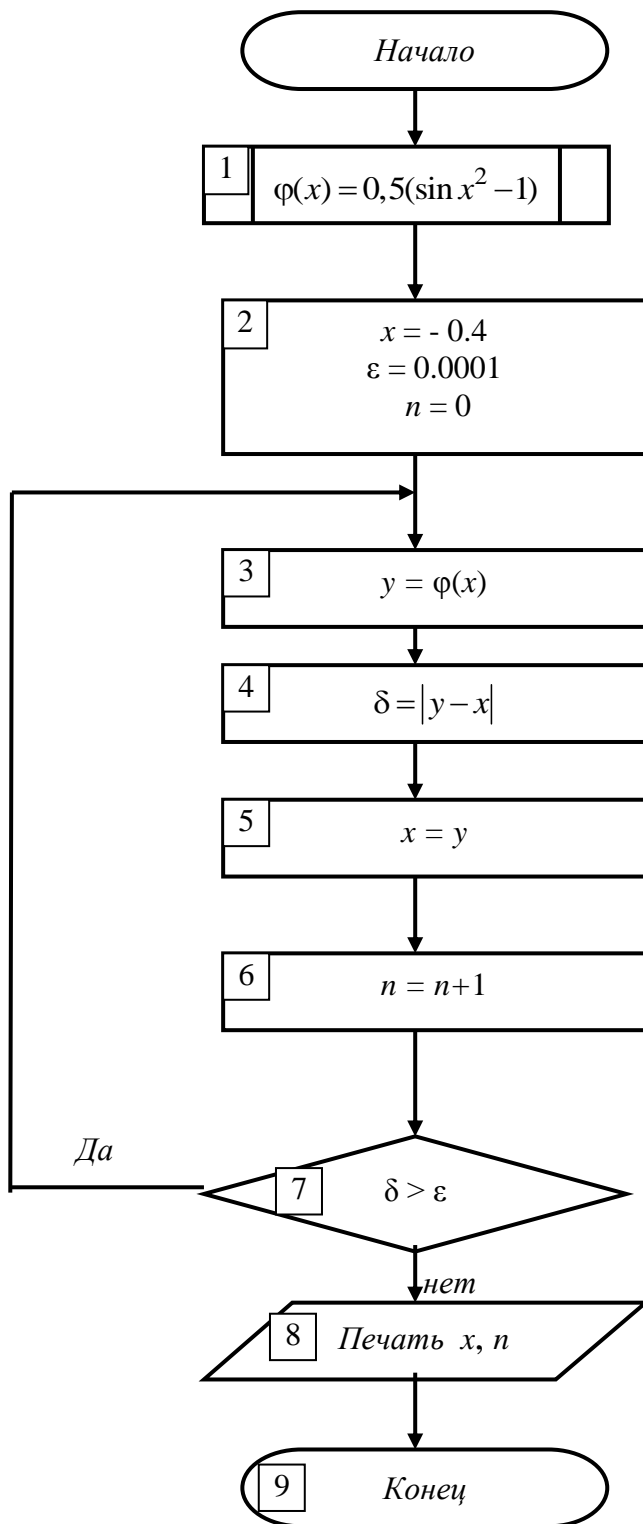 Начало
1
φ(x) = 0,5(sin x² − 1)
2
x = - 0.4
ε = 0.0001
n = 0
3
y = φ(x)
4
δ = |y − x|
5
x = y
6
n = n+1
Да
7
δ > ε
нет
8
Печать x, n
9
Конец